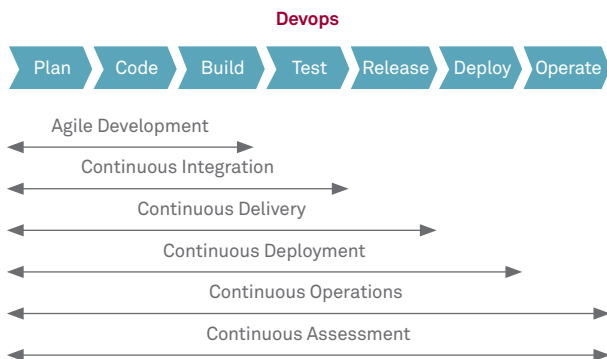 Devops
Plan Code Build Test Release Deploy Operate
Agile Development
Continuous Integration
Continuous Delivery
Continuous Deployment
Continuous Operations
Continuous Assessment